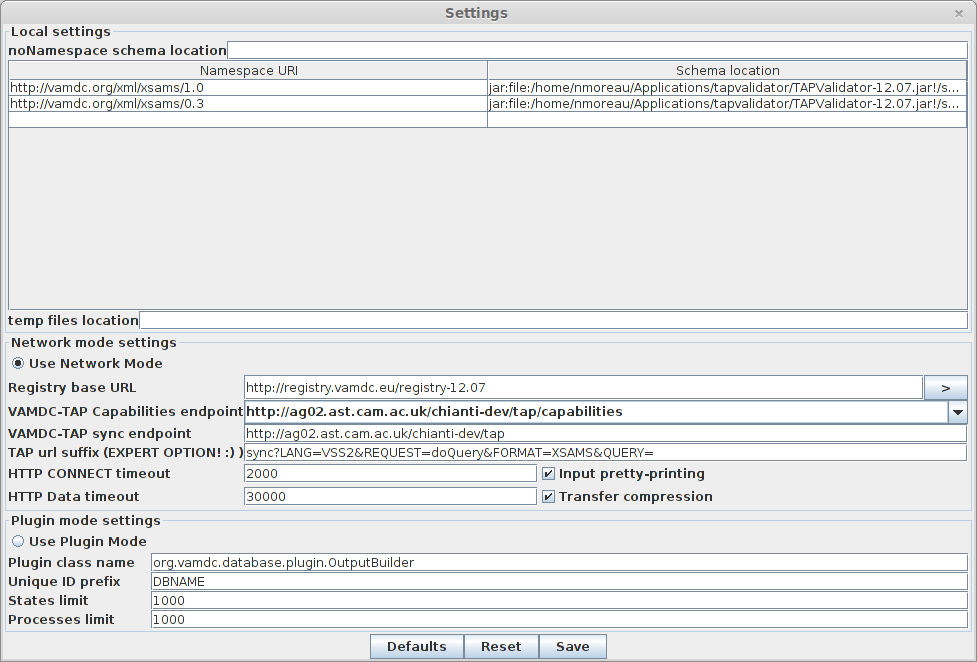 Settings
Local settings
noNamespace schema location
Namespace URI Schema location
http://vamdc.org/xml/xsams/1.0 jar:file:/home/nmoreau/Applications/tapvalidator/TAPValidator-12.07.jar!/s...
http://vamdc.org/xml/xsams/0.3 jar:file:/home/nmoreau/Applications/tapvalidator/TAPValidator-12.07.jar!/s...
temp files location
Network mode settings
Use Network Mode
Registry base URL http://registry.vamdc.eu/registry-12.07 >
VAMDC-TAP Capabilities endpoint http://ag02.ast.cam.ac.uk/chianti-dev/tap/capabilities
VAMDC-TAP sync endpoint http://ag02.ast.cam.ac.uk/chianti-dev/tap
TAP url suffix (EXPERT OPTION! :) ) sync?LANG=VSS2&REQUEST=doQuery&FORMAT=XSAMS&QUERY=
HTTP CONNECT timeout 2000 Input pretty-printing
HTTP Data timeout 30000 Transfer compression
Plugin mode settings
Use Plugin Mode
Plugin class name org.vamdc.database.plugin.OutputBuilder
Unique ID prefix DBNAME
States limit 1000
Processes limit 1000
Defaults Reset Save